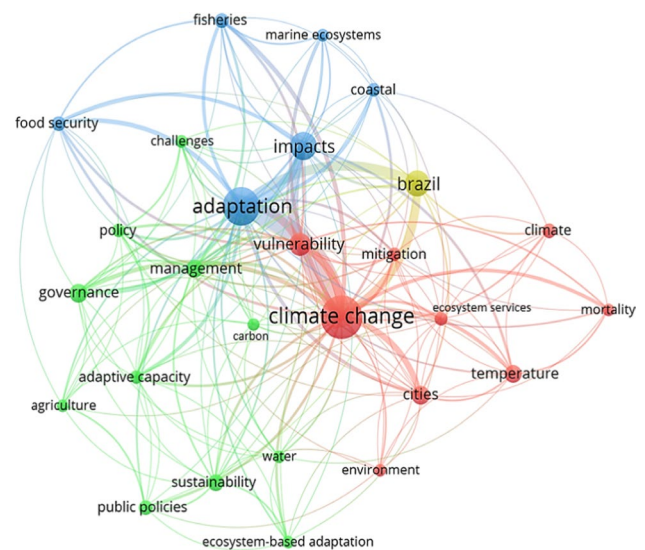 fisheries
marine ecosystems
coastal
food security
challenges
impacts
brazil
adaptation
policy
climate
vulnerability
mitigation
management
governance
ecosystem services
mortality
climate change
carbon
temperature
adaptive capacity
cities
agriculture
water
environment
sustainability
public policies
ecosystem-based adaptation